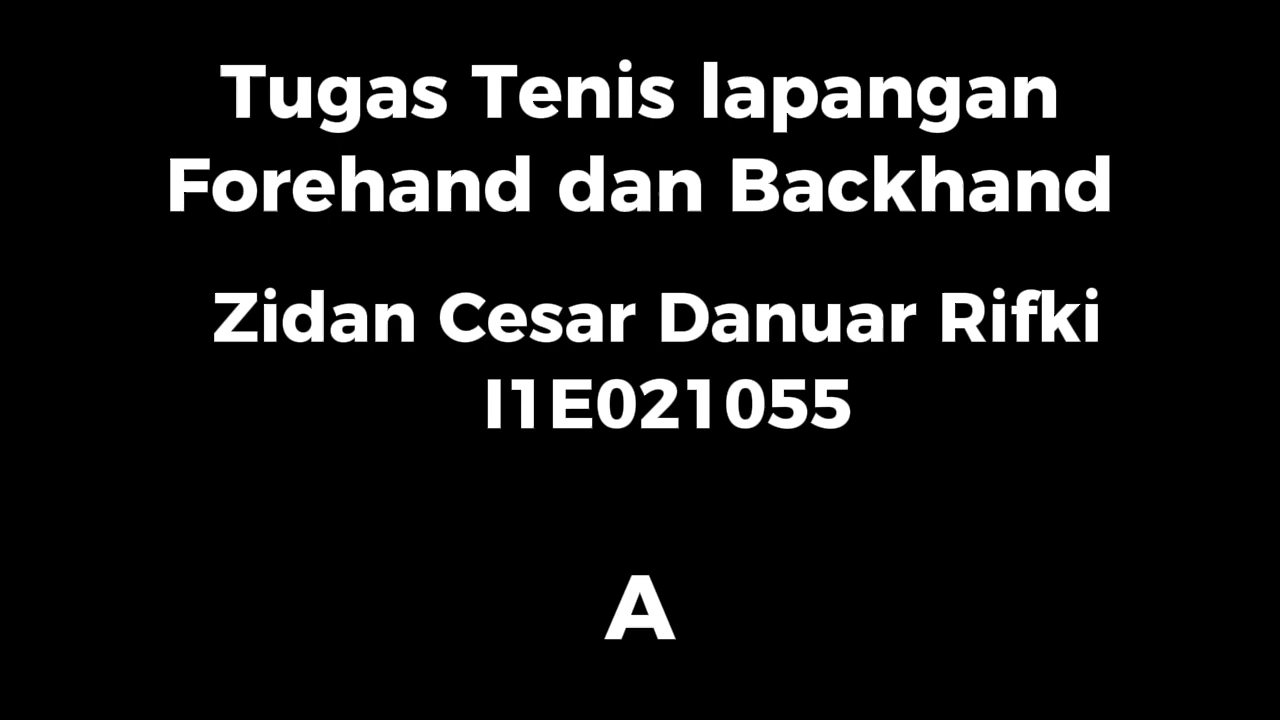 Tugas Tenis lapangan
Forehand dan Backhand
Zidan Cesar Danuar Rifki
I1E021055
A